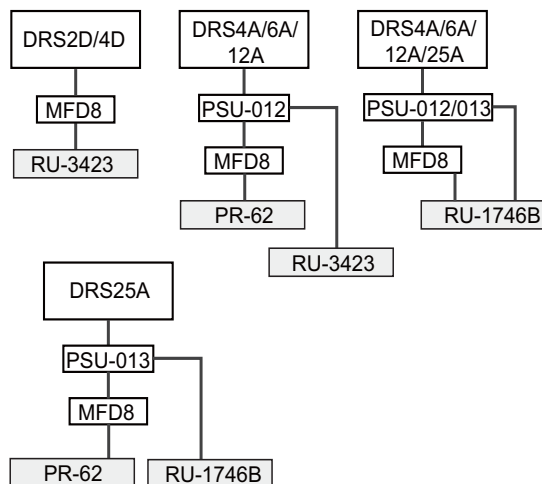 DRS2D/4D
MFD8
RU-3423
DRS4A/6A/
12A
PSU-012
MFD8
PR-62
RU-3423
DRS4A/6A/
12A/25A
PSU-012/013
MFD8
RU-1746B
DRS25A
PSU-013
MFD8
PR-62
RU-1746B